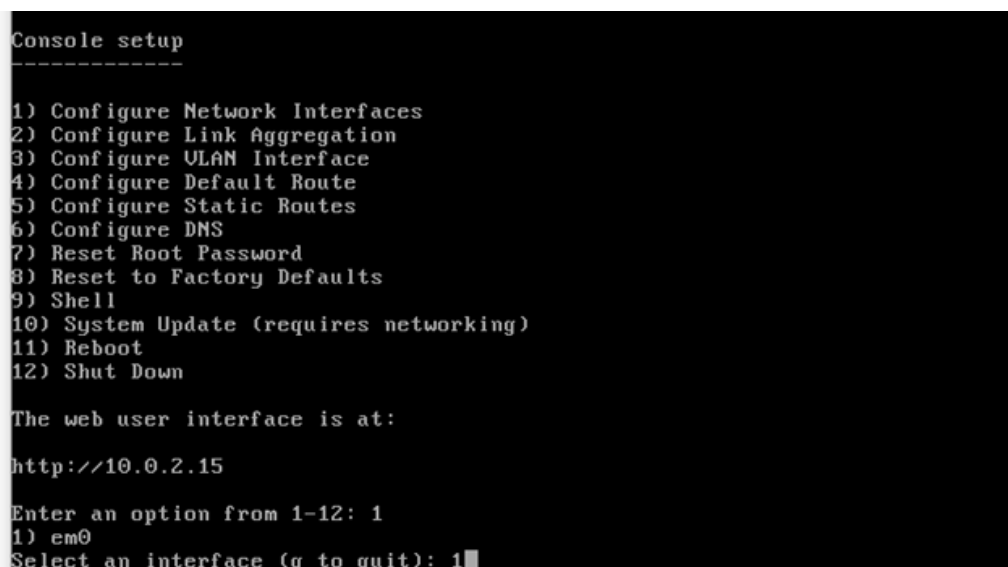 Console setup
-------------
1) Configure Network Interfaces
2) Configure Link Aggregation
3) Configure VLAN Interface
4) Configure Default Route
5) Configure Static Routes
6) Configure DNS
7) Reset Root Password
8) Reset to Factory Defaults
9) Shell
10) System Update (requires networking)
11) Reboot
12) Shut Down
The web user interface is at:
http://10.0.2.15
Enter an option from 1-12: 1
1) em0
Select an interface (q to quit): 1